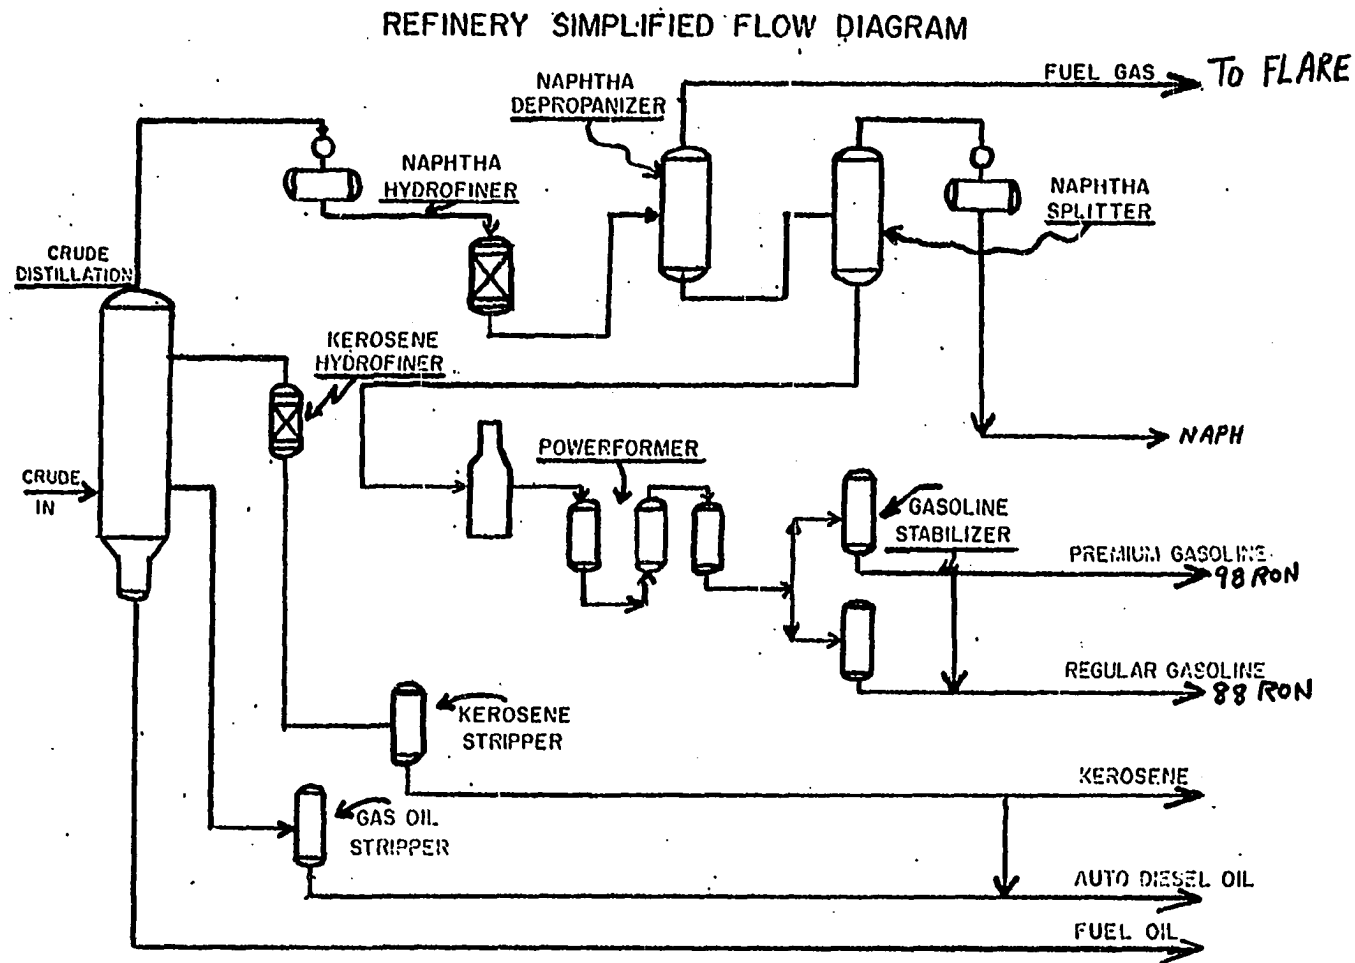 REFINERY SIMPLIFIED FLOW DIAGRAM
FUEL GAS
TO FLARE
NAPHTHA
DEPROPANIZER
NAPHTHA
HYDROFINER
NAPHTHA
SPLITTER
CRUDE
DISTILLATION
KEROSENE
HYDROFINER
NAPH
POWERFORMER
CRUDE
IN
GASOLINE
STABILIZER
PREMIUM GASOLINE
98 RON
REGULAR GASOLINE
88 RON
KEROSENE
STRIPPER
KEROSENE
GAS OIL
STRIPPER
AUTO DIESEL OIL
FUEL OIL